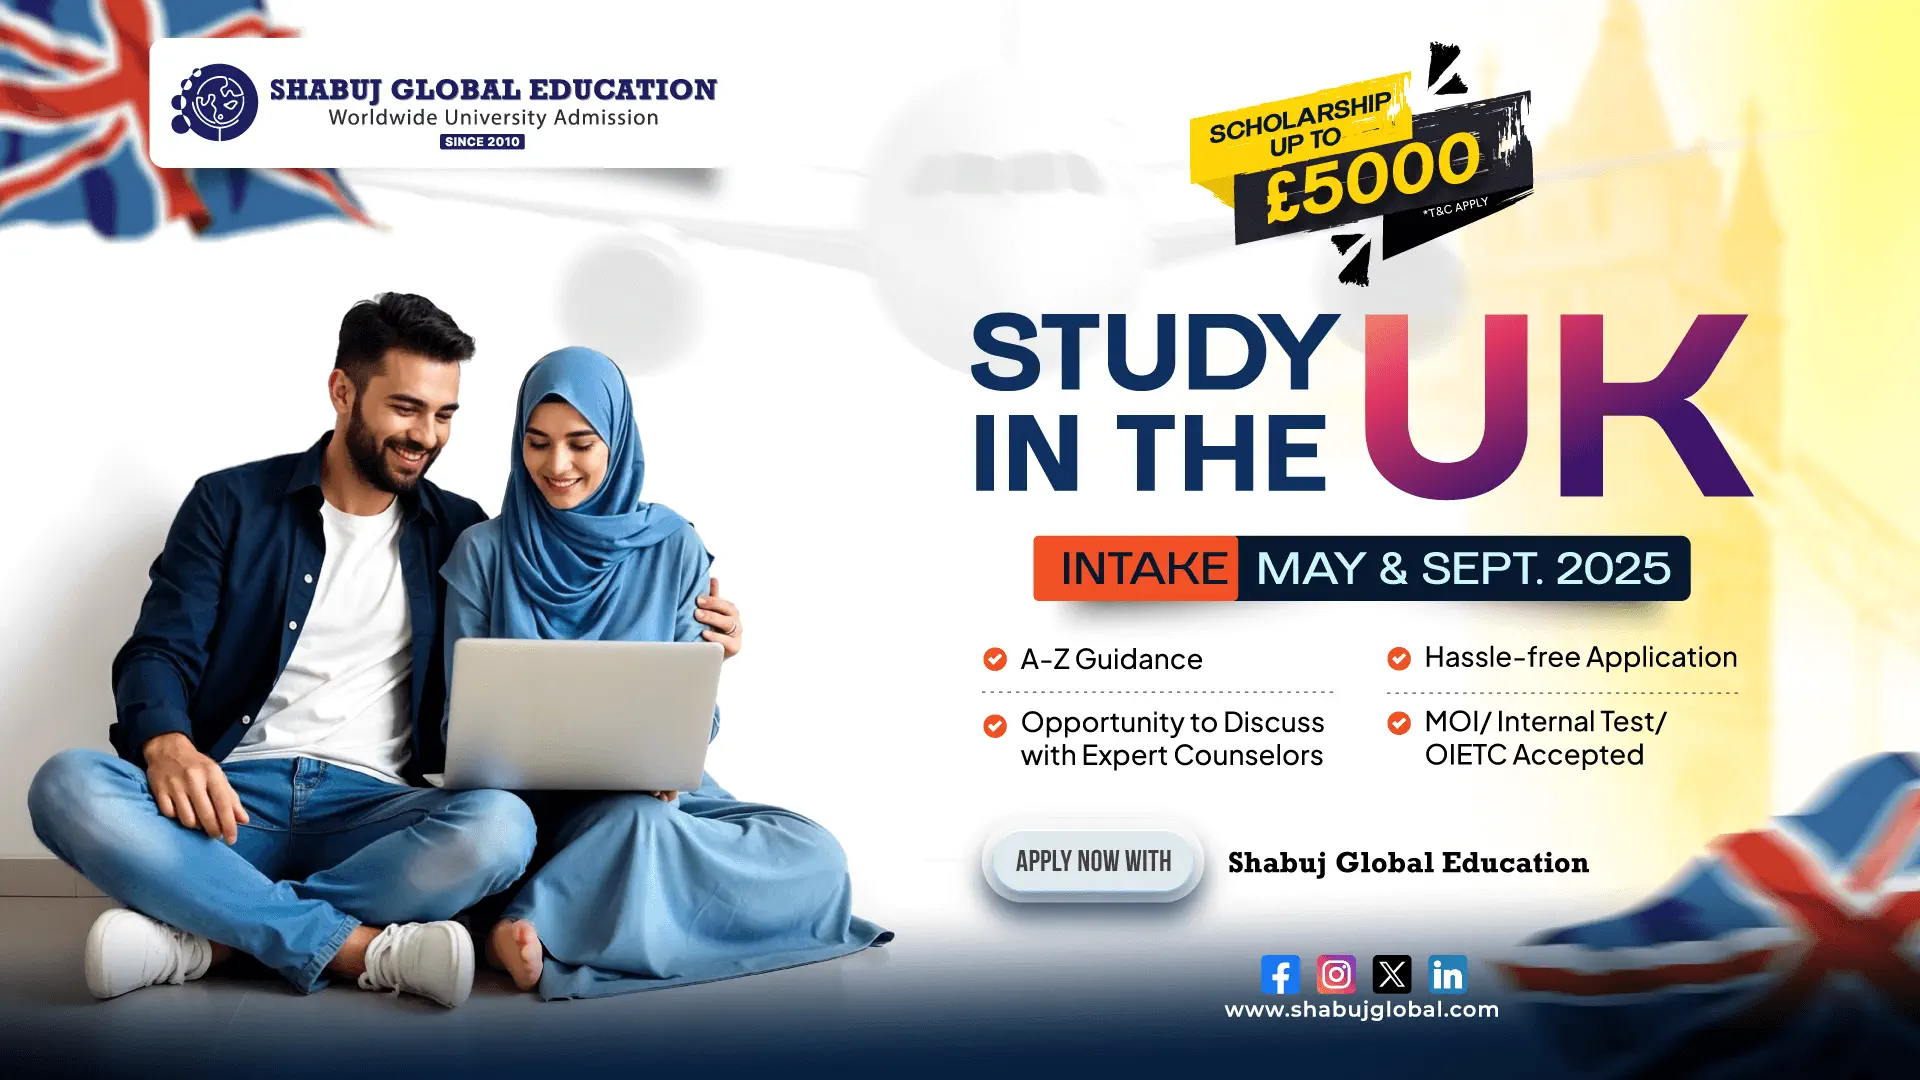 SHABUJ GLOBAL EDUCATION
Worldwide University Admission
SINCE 2010
SCHOLARSHIP
UP TO
£5000
*T&C APPLY
STUDY
IN THE
UK
INTAKE MAY & SEPT. 2025
A-Z Guidance
Hassle-free Application
Opportunity to Discuss
with Expert Counselors
MOI/ Internal Test/
OIETC Accepted
APPLY NOW WITH
Shabuj Global Education
www.shabujglobal.com